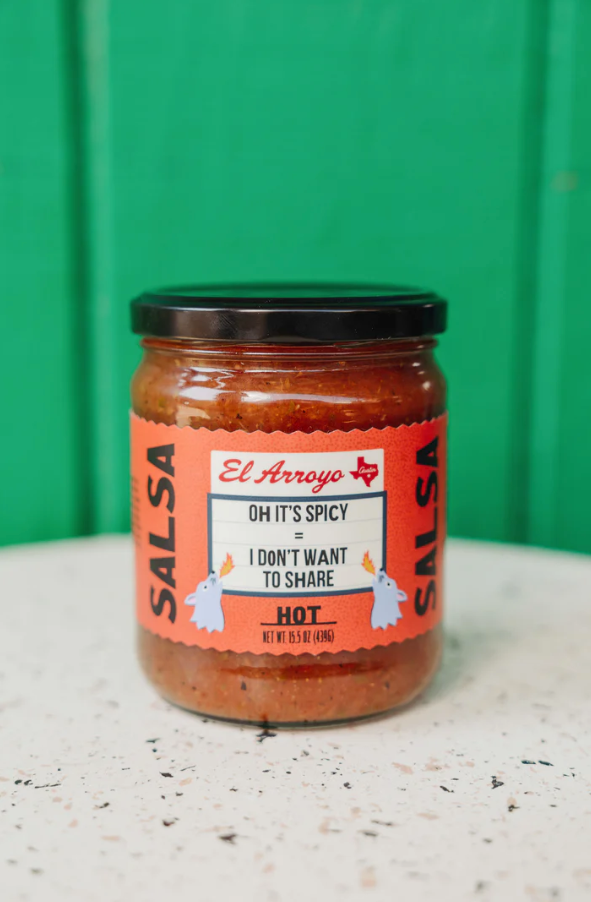 SALSA
El Arroyo
Austin
OH IT'S SPICY
=
I DON'T WANT
TO SHARE
HOT
NET WT. 15.5 OZ (439G)
SALSA